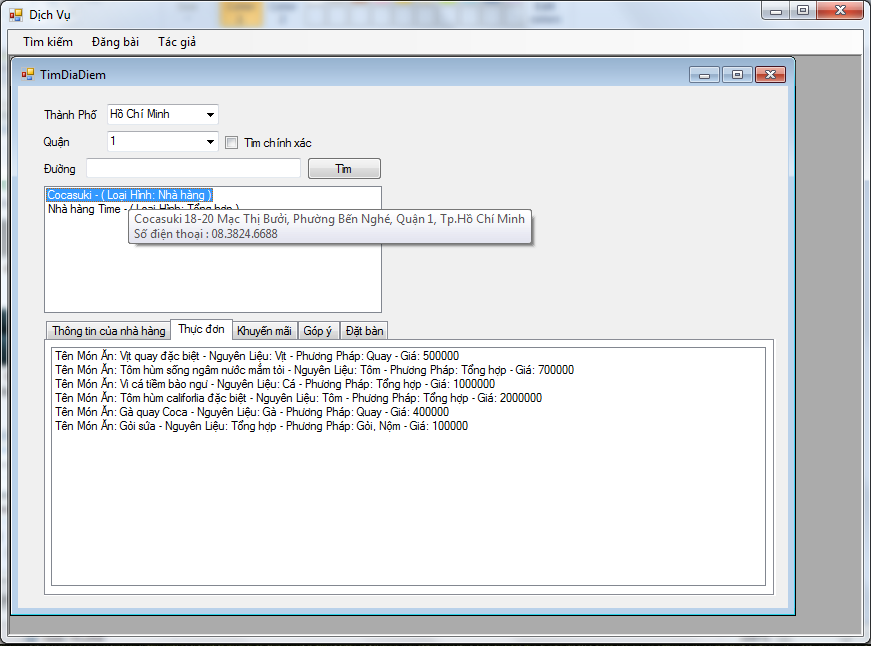 Dịch Vụ
Tìm kiếm Đăng bài Tác giả
TimDiaDiem
Thành Phố Hồ Chí Minh
Quận 1 Tìm chính xác
Đường Tìm
Cocasuki - ( Loại Hình: Nhà hàng )
Nhà hàng Time - ( Loại Hình: Tổng hợp )
Cocasuki 18-20 Mạc Thị Bưởi, Phường Bến Nghé, Quận 1, Tp.Hồ Chí Minh
Số điện thoại : 08.3824.6688
Thông tin của nhà hàng Thực đơn Khuyến mãi Góp ý Đặt bàn
Tên Món Ăn: Vịt quay đặc biệt - Nguyên Liệu: Vịt - Phương Pháp: Quay - Giá: 500000
Tên Món Ăn: Tôm hùm sống ngâm nước mắm tỏi - Nguyên Liệu: Tôm - Phương Pháp: Tổng hợp - Giá: 700000
Tên Món Ăn: Vi cá tiềm bào ngư - Nguyên Liệu: Cá - Phương Pháp: Tổng hợp - Giá: 1000000
Tên Món Ăn: Tôm hùm califorlia đặc biệt - Nguyên Liệu: Tôm - Phương Pháp: Tổng hợp - Giá: 2000000
Tên Món Ăn: Gà quay Coca - Nguyên Liệu: Gà - Phương Pháp: Quay - Giá: 400000
Tên Món Ăn: Gỏi sứa - Nguyên Liệu: Tổng hợp - Phương Pháp: Gỏi, Nộm - Giá: 100000